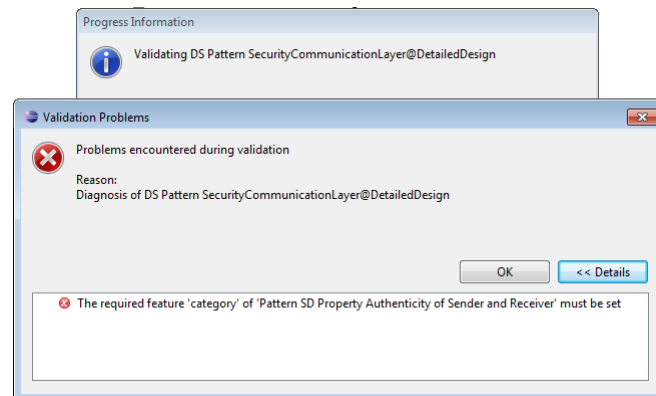 Progress Information
Validating DS Pattern SecurityCommunicationLayer@DetailedDesign
Validation Problems
Problems encountered during validation
Reason:
Diagnosis of DS Pattern SecurityCommunicationLayer@DetailedDesign
OK
<< Details
The required feature 'category' of 'Pattern SD Property Authenticity of Sender and Receiver' must be set